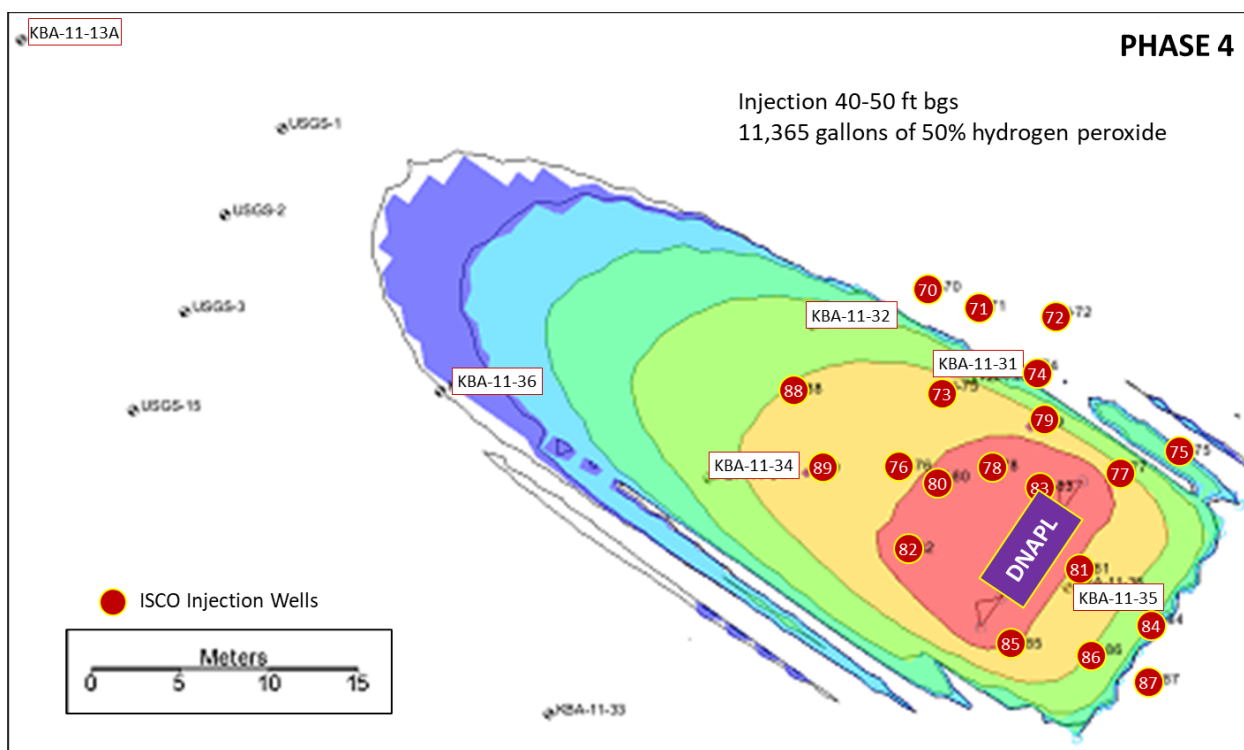 KBA-11-13A
PHASE 4
Injection 40-50 ft bgs
11,365 gallons of 50% hydrogen peroxide
USGS-1
USGS-2
USGS-3
USGS-15
KBA-11-36
KBA-11-32
KBA-11-31
KBA-11-34
70
71
72
-72
74
88
73
79
75
75
89
76
80
78
83
77
82
DNAPL
81
KBA-11-35
84
85
86
87
ISCO Injection Wells
Meters
0 5 10 15
KBA-11-33